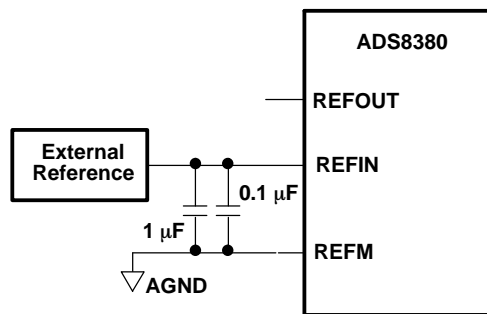 ADS8380
REFOUT
External
Reference
REFIN
0.1 μF
1 μF
REFM
AGND